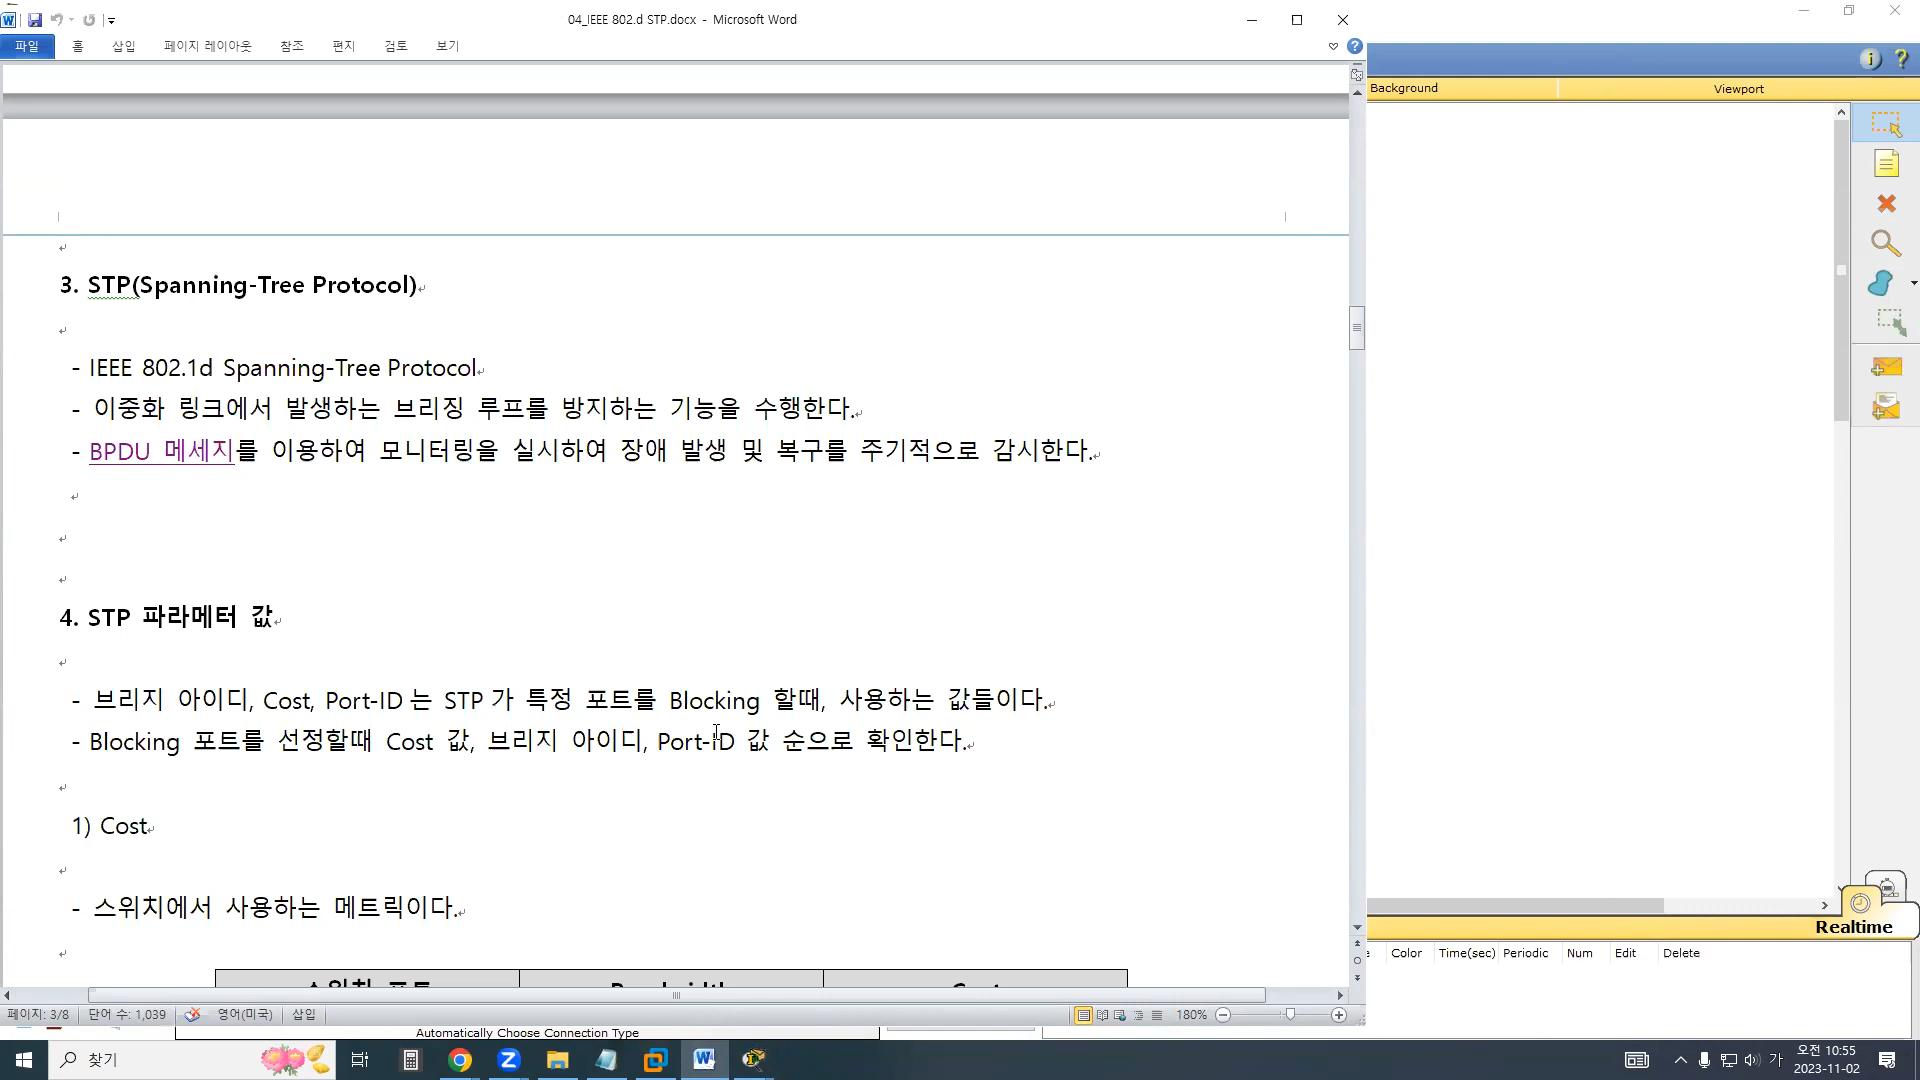 04_IEEE 802.d STP.docx - Microsoft Word
파일 홈 삽입 페이지 레이아웃 참조 편지 검토 보기
Background Viewport
3. STP(Spanning-Tree Protocol)
- IEEE 802.1d Spanning-Tree Protocol
- 이중화 링크에서 발생하는 브리징 루프를 방지하는 기능을 수행한다.
- BPDU 메세지를 이용하여 모니터링을 실시하여 장애 발생 및 복구를 주기적으로 감시한다.
4. STP 파라메터 값
- 브리지 아이디, Cost, Port-ID 는 STP 가 특정 포트를 Blocking 할때, 사용하는 값들이다.
- Blocking 포트를 선정할때 Cost 값, 브리지 아이디, Port-ID 값 순으로 확인한다.
1) Cost
- 스위치에서 사용하는 메트릭이다.
Realtime
Color Time(sec) Periodic Num Edit Delete
페이지: 3/8 단어 수: 1,039 영어(미국) 삽입 180%
Automatically Choose Connection Type
찾기
가
오전 10:55
2023-11-02